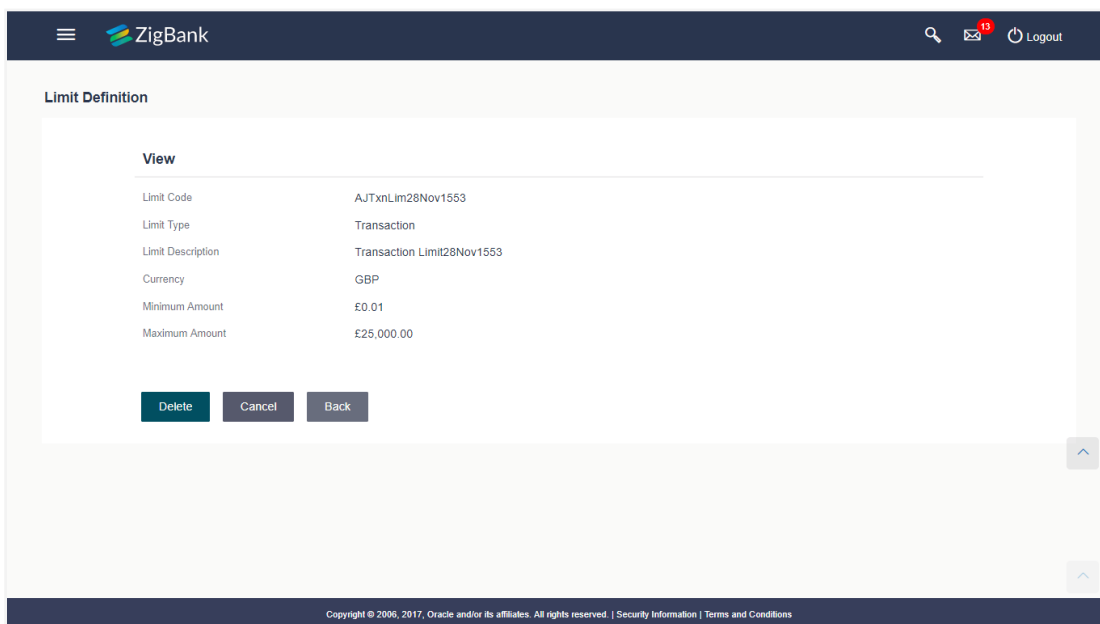 ZigBank 13 Logout
Limit Definition
View
Limit Code AJTxnLim28Nov1553
Limit Type Transaction
Limit Description Transaction Limit28Nov1553
Currency GBP
Minimum Amount £0.01
Maximum Amount £25,000.00
Delete Cancel Back
Copyright © 2006, 2017, Oracle and/or its affiliates. All rights reserved. | Security Information | Terms and Conditions